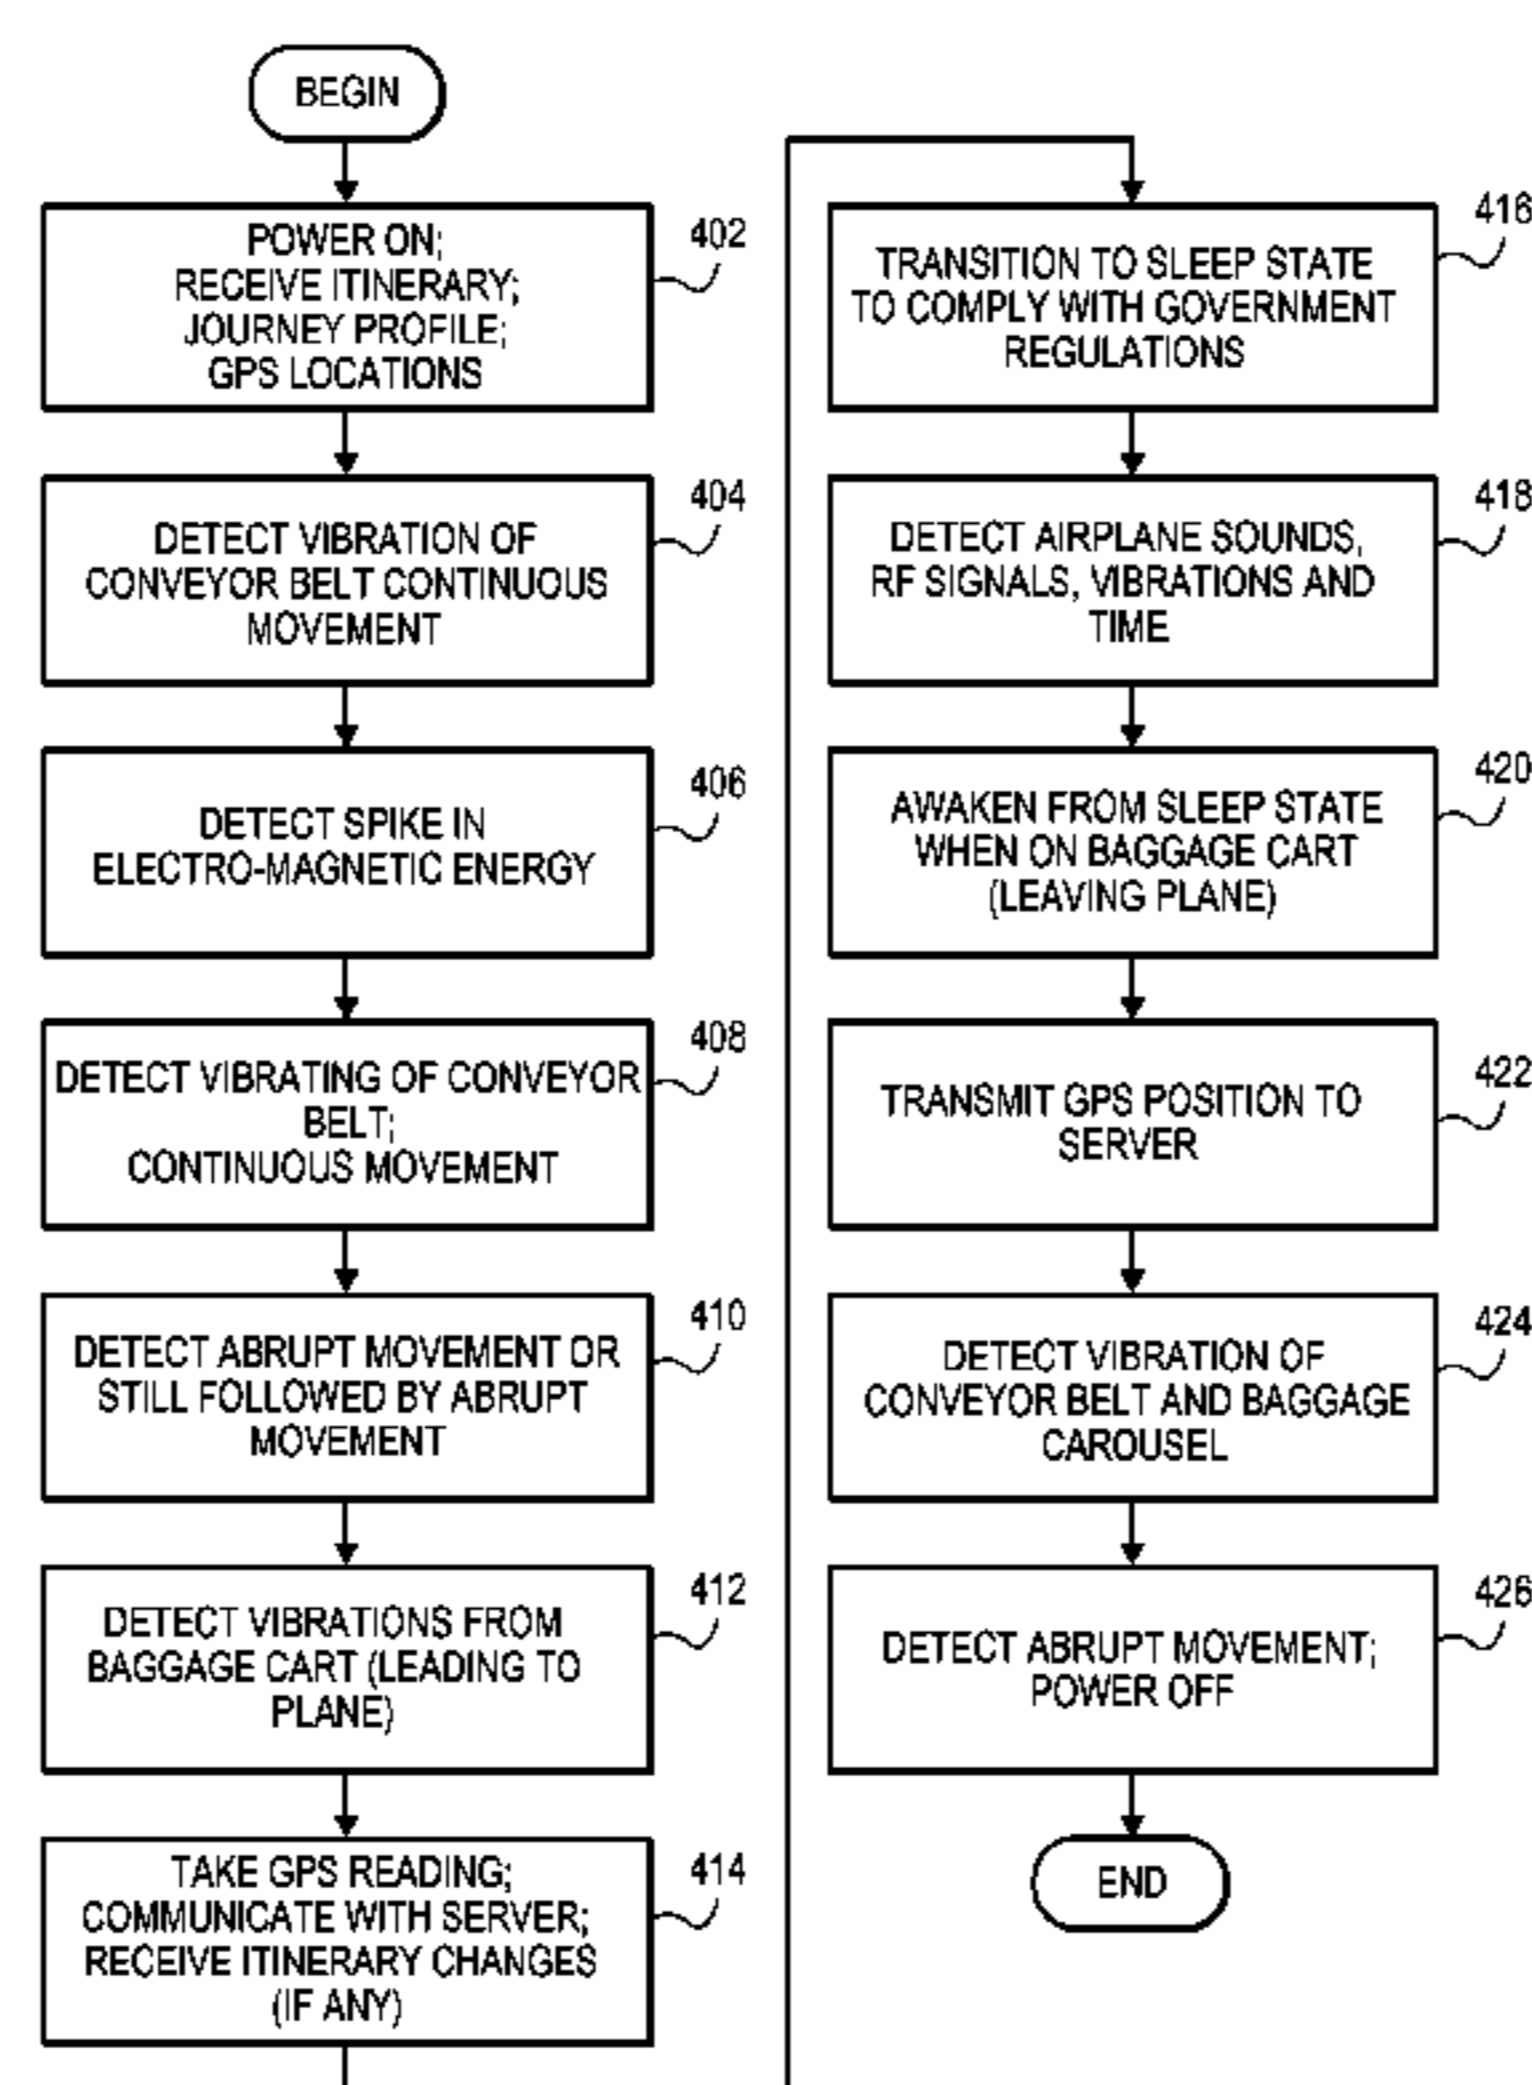 BEGIN
POWER ON;
RECEIVE ITINERARY;
JOURNEY PROFILE;
GPS LOCATIONS
402
DETECT VIBRATION OF
CONVEYOR BELT CONTINUOUS
MOVEMENT
404
DETECT SPIKE IN
ELECTRO-MAGNETIC ENERGY
406
DETECT VIBRATING OF CONVEYOR
BELT;
CONTINUOUS MOVEMENT
408
DETECT ABRUPT MOVEMENT OR
STILL FOLLOWED BY ABRUPT
MOVEMENT
410
DETECT VIBRATIONS FROM
BAGGAGE CART (LEADING TO
PLANE)
412
TAKE GPS READING;
COMMUNICATE WITH SERVER;
RECEIVE ITINERARY CHANGES
(IF ANY)
414
TRANSITION TO SLEEP STATE
TO COMPLY WITH GOVERNMENT
REGULATIONS
416
DETECT AIRPLANE SOUNDS,
RF SIGNALS, VIBRATIONS AND
TIME
418
AWAKEN FROM SLEEP STATE
WHEN ON BAGGAGE CART
(LEAVING PLANE)
420
TRANSMIT GPS POSITION TO
SERVER
422
DETECT VIBRATION OF
CONVEYOR BELT AND BAGGAGE
CAROUSEL
424
DETECT ABRUPT MOVEMENT;
POWER OFF
426
END